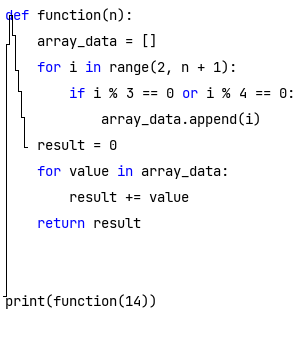 def function(n):
    array_data = []
    for i in range(2, n + 1):
        if i % 3 == 0 or i % 4 == 0:
            array_data.append(i)
    result = 0
    for value in array_data:
        result += value
    return result
print(function(14))